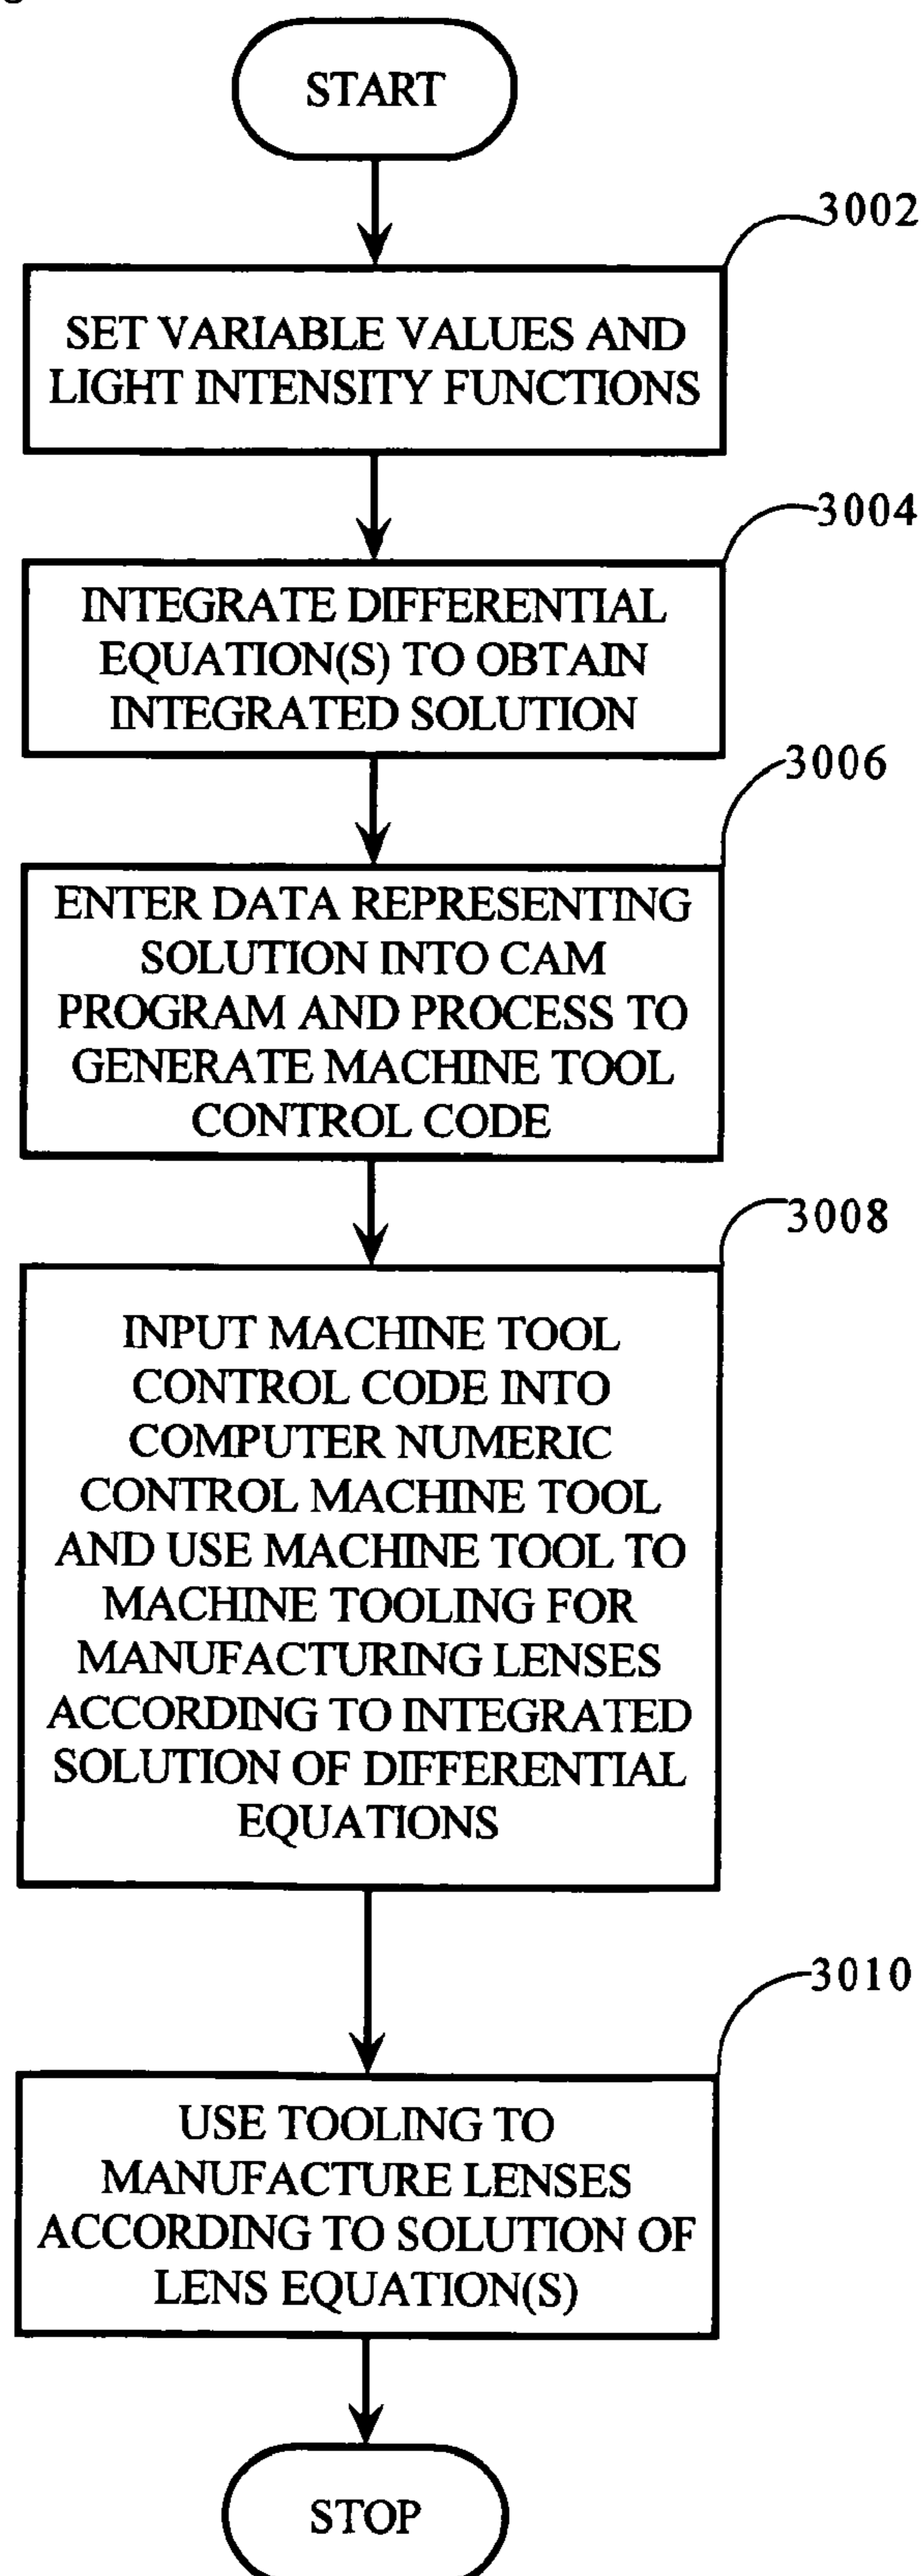 START
3002
SET VARIABLE VALUES AND
LIGHT INTENSITY FUNCTIONS
3004
INTEGRATE DIFFERENTIAL
EQUATION(S) TO OBTAIN
INTEGRATED SOLUTION
3006
ENTER DATA REPRESENTING
SOLUTION INTO CAM
PROGRAM AND PROCESS TO
GENERATE MACHINE TOOL
CONTROL CODE
3008
INPUT MACHINE TOOL
CONTROL CODE INTO
COMPUTER NUMERIC
CONTROL MACHINE TOOL
AND USE MACHINE TOOL TO
MACHINE TOOLING FOR
MANUFACTURING LENSES
ACCORDING TO INTEGRATED
SOLUTION OF DIFFERENTIAL
EQUATIONS
3010
USE TOOLING TO
MANUFACTURE LENSES
ACCORDING TO SOLUTION OF
LENS EQUATION(S)
STOP